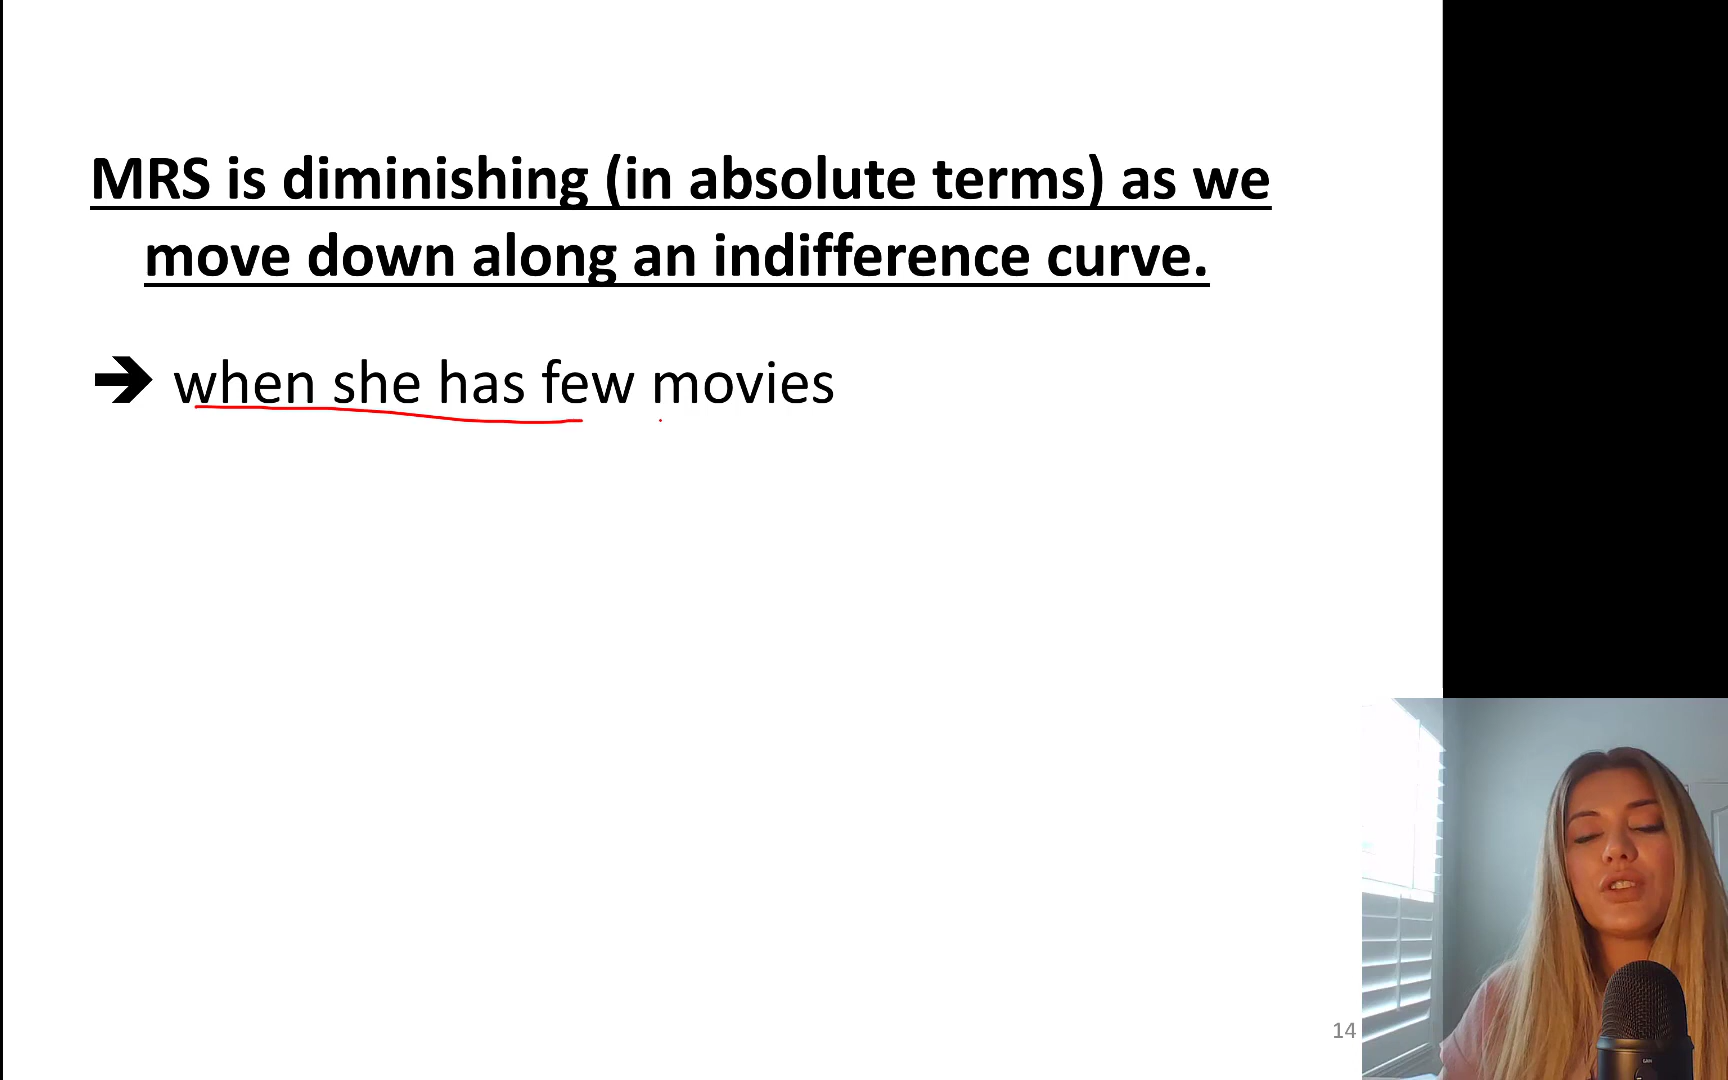 MRS is diminishing (in absolute terms) as we
move down along an indifference curve.
➔ when she has few movies
14